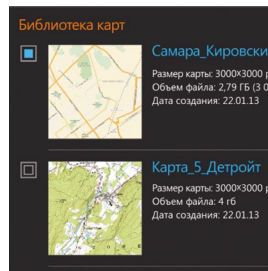 Библиотека карт
Самара_Кировски
Размер карты: 3000×3000 p
Объем файла: 2,79 ГБ (3 0
Дата создания: 22.01.13
Карта_5_Детройт
Размер карты: 3000×3000 p
Объем файла: 4 гб
Дата создания: 22.01.13